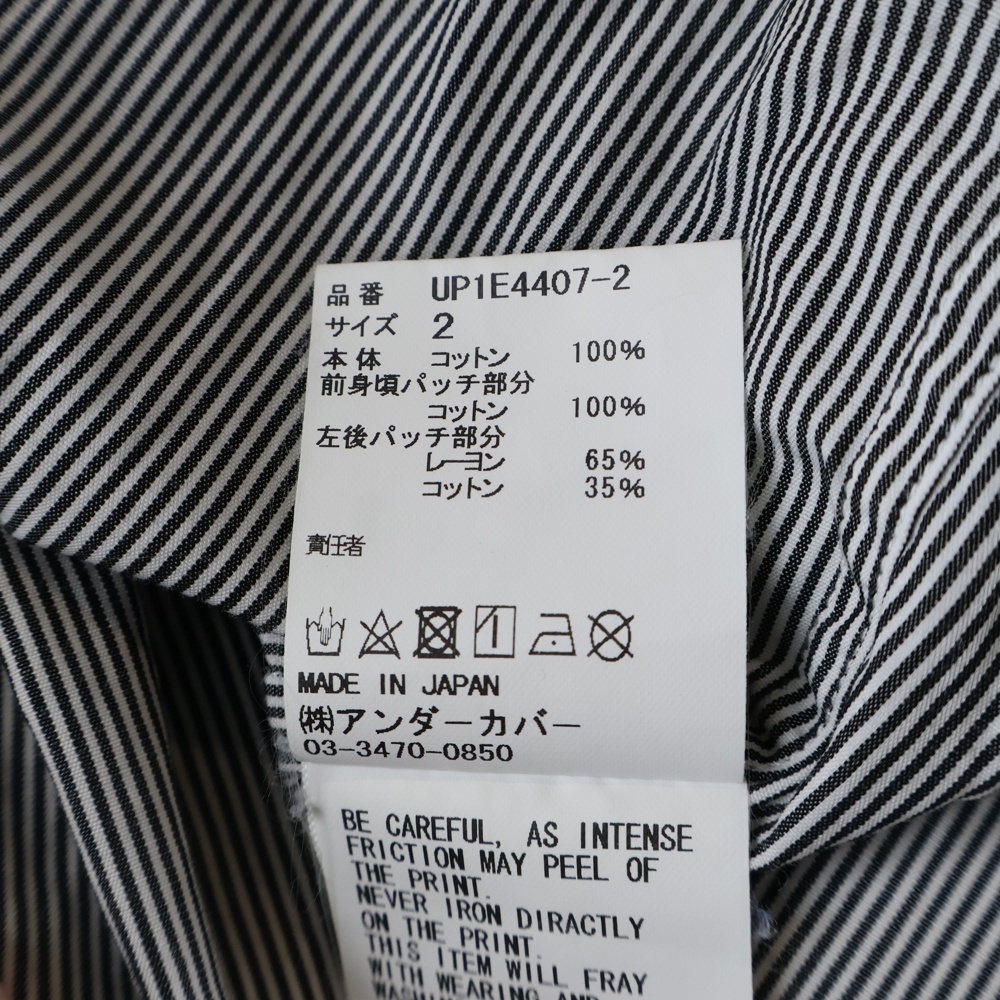 品番 UP1E4407-2
サイズ 2
本体 コットン 100%
前身頃パッチ部分
コットン 100%
左後パッチ部分
レーヨン 65%
コットン 35%
責任者
MADE IN JAPAN
㈱アンダーカバー
03-3470-0850
BE CAREFUL, AS INTENSE
FRICTION MAY PEEL OF
THE PRINT.
NEVER IRON DIRACTLY
ON THE PRINT.
THIS ITEM WILL FRAY
WITH WEARING AND